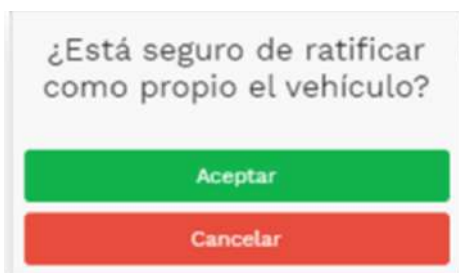 ¿Está seguro de ratificar
como propio el vehículo?
Aceptar
Cancelar